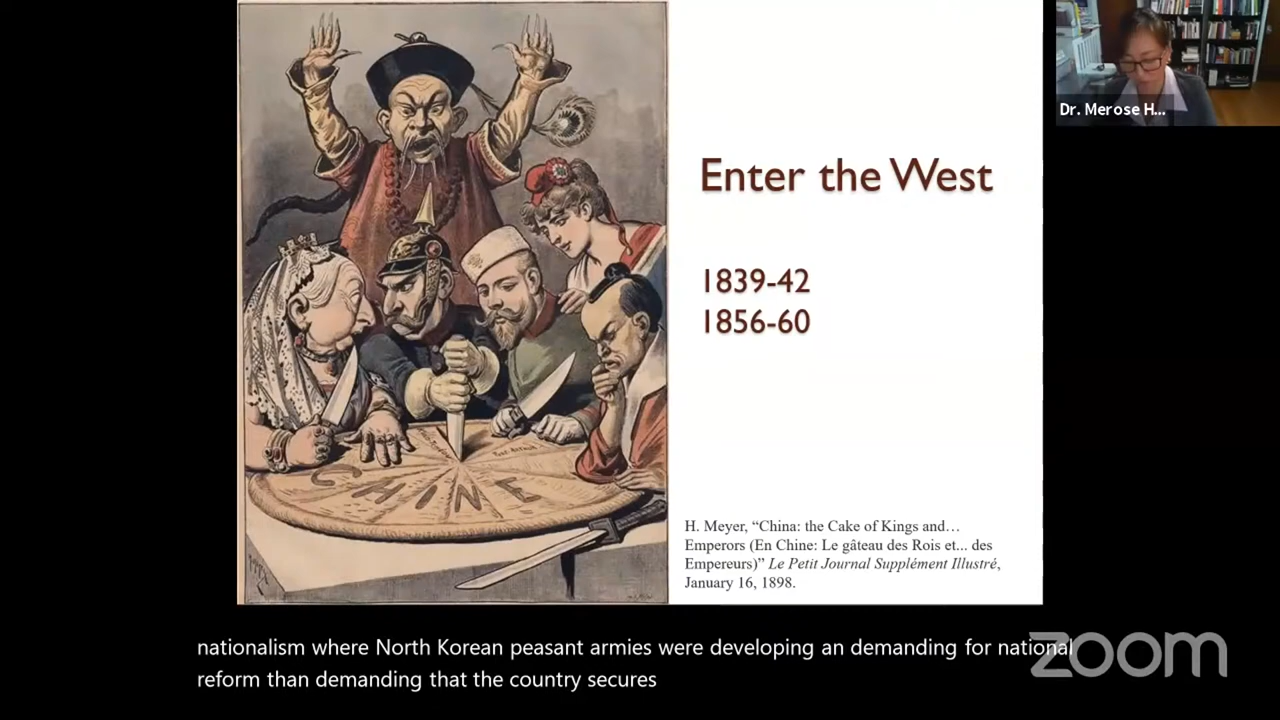 Enter the West
1839-42
1856-60
H. Meyer, “China: the Cake of Kings and…
Emperors (En Chine: Le gâteau des Rois et... des
Empereurs)” Le Petit Journal Supplément Illustré,
January 16, 1898.
CHINE
Dr. Merose H...
nationalism where North Korean peasant armies were developing an demanding for national
reform than demanding that the country secures
zoom